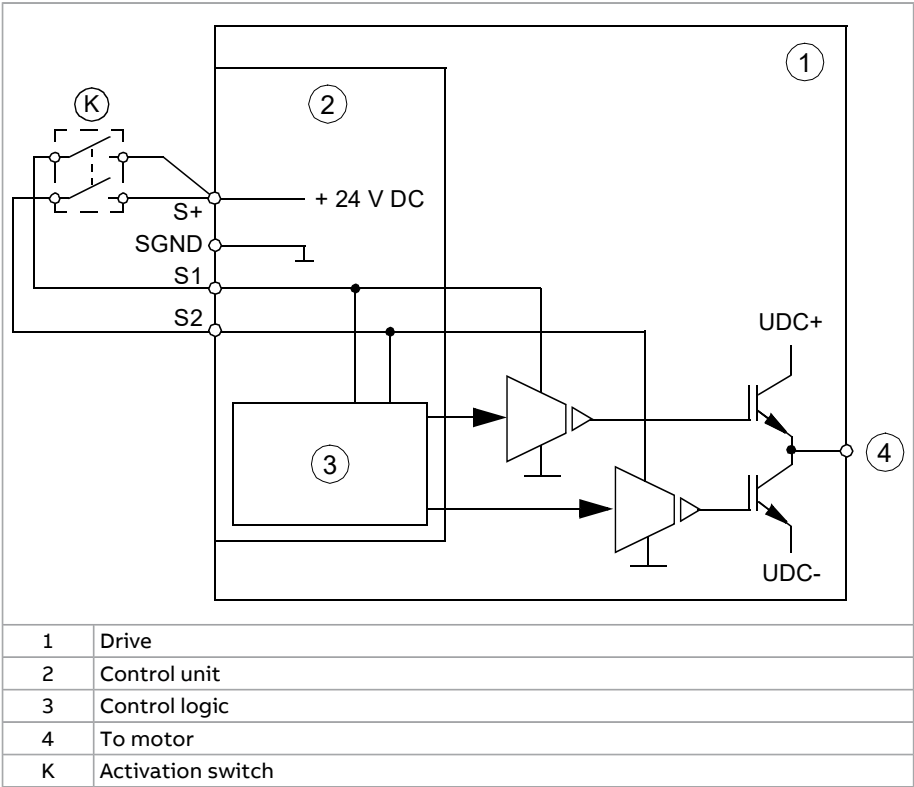 1
2
K
+ 24 V DC
S+
SGND
S1
S2
UDC+
3
4
UDC-
1 Drive
2 Control unit
3 Control logic
4 To motor
K Activation switch